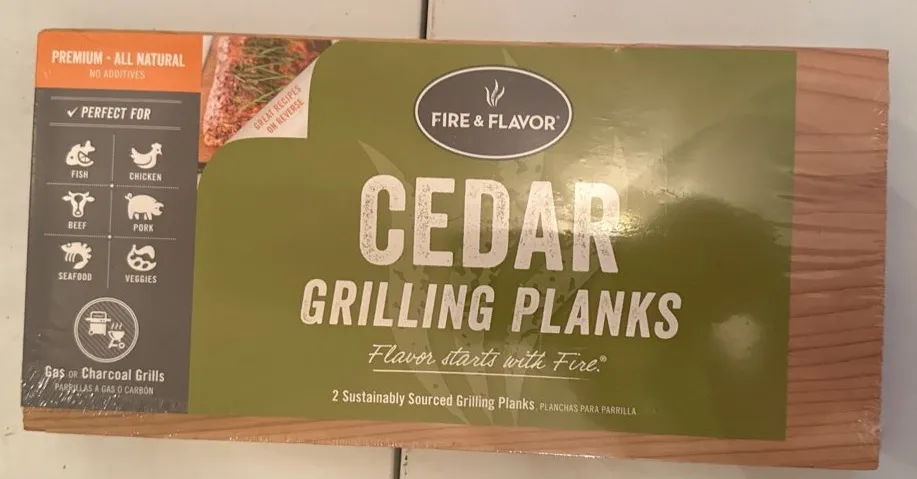 PREMIUM - ALL NATURAL
NO ADDITIVES
✓ PERFECT FOR
FISH
CHICKEN
BEEF
PORK
SEAFOOD
VEGGIES
Gas OR Charcoal Grills
PARRILLAS A GAS O CARBÓN
GREAT RECIPES
ON REVERSE
FIRE & FLAVOR®
CEDAR
GRILLING PLANKS
Flavor starts with Fire.®
2 Sustainably Sourced Grilling Planks PLANCHAS PARA PARRILLA